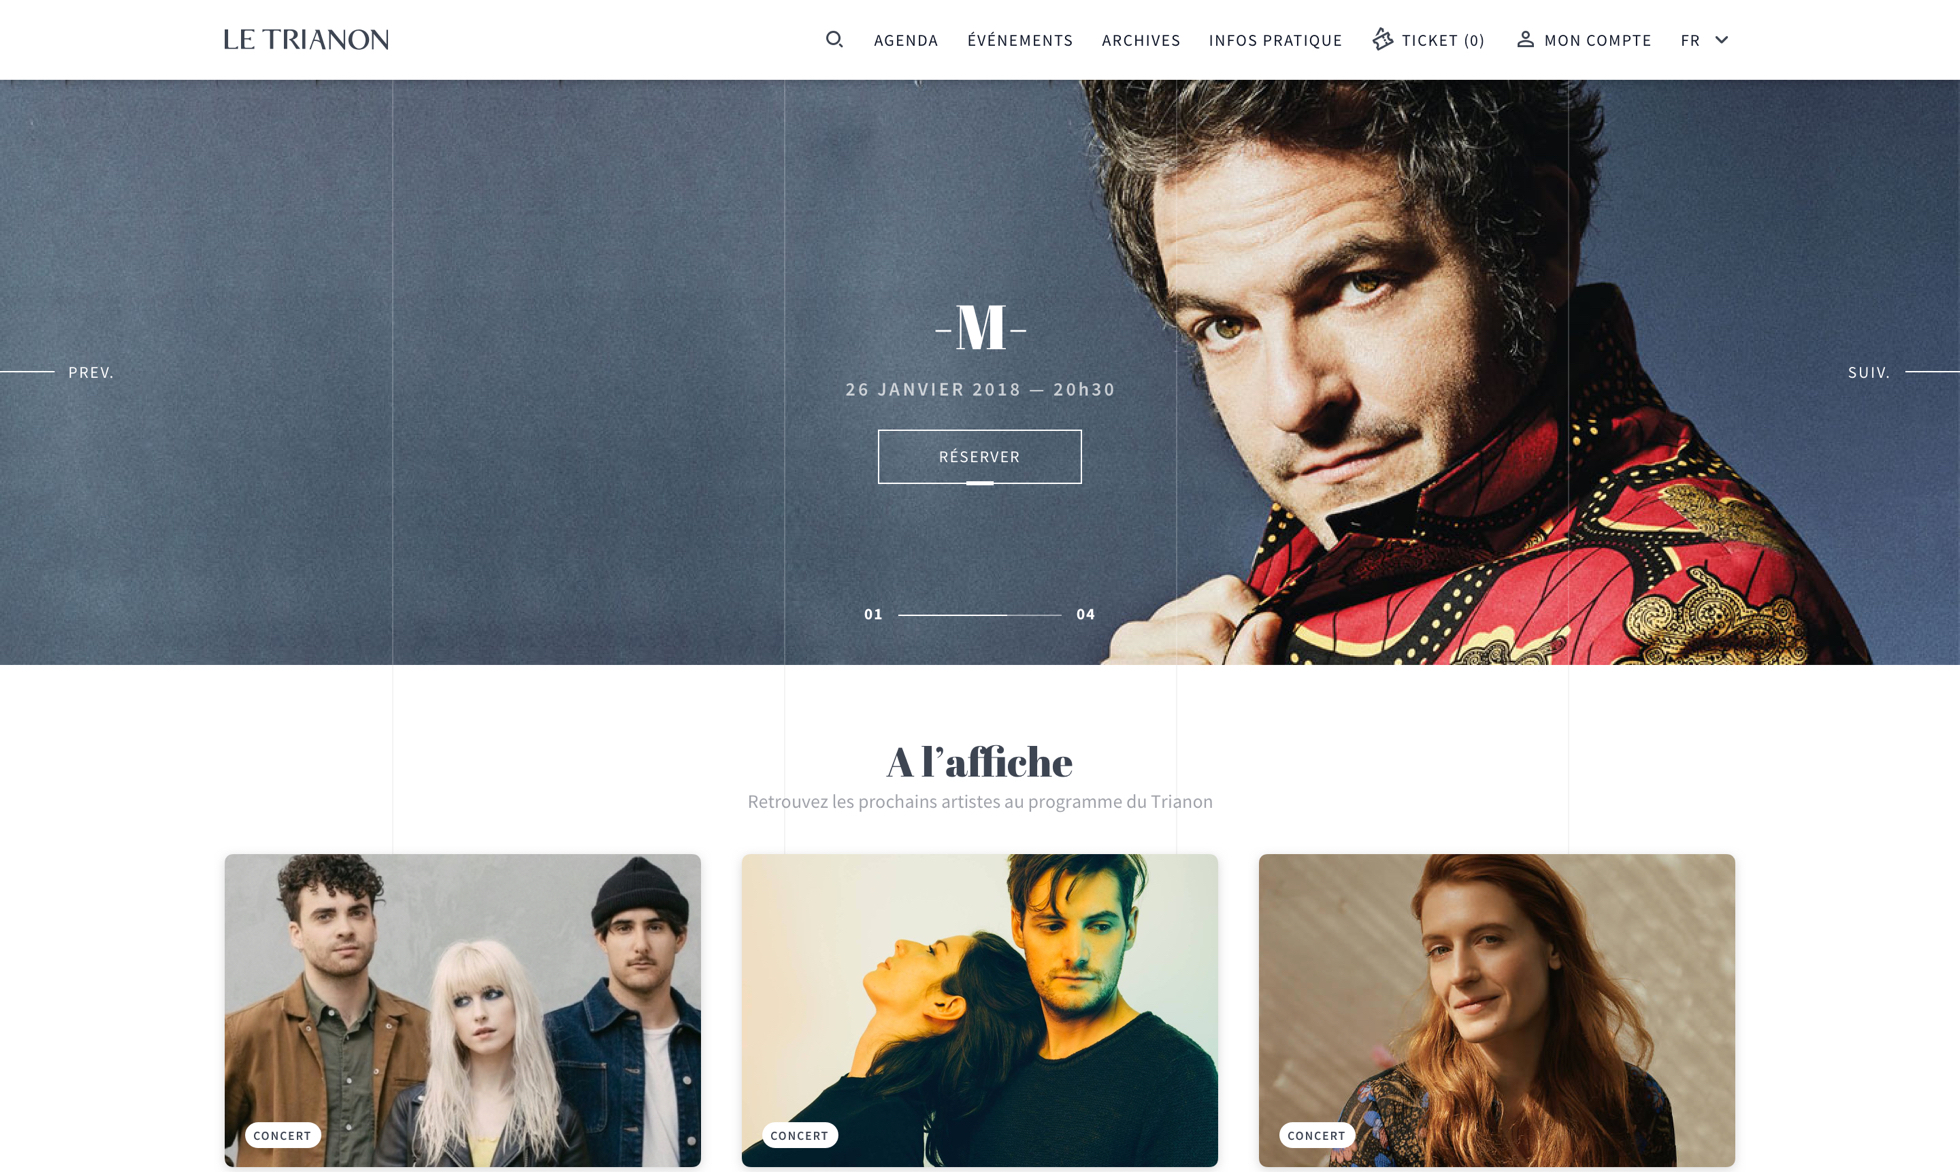 LE TRIANON
AGENDA
ÉVÉNEMENTS
ARCHIVES
INFOS PRATIQUE
TICKET (0)
MON COMPTE
FR
-M-
26 JANVIER 2018 — 20h30
PREV.
SUIV.
RÉSERVER
01
04
A l’affiche
Retrouvez les prochains artistes au programme du Trianon
CONCERT
CONCERT
CONCERT